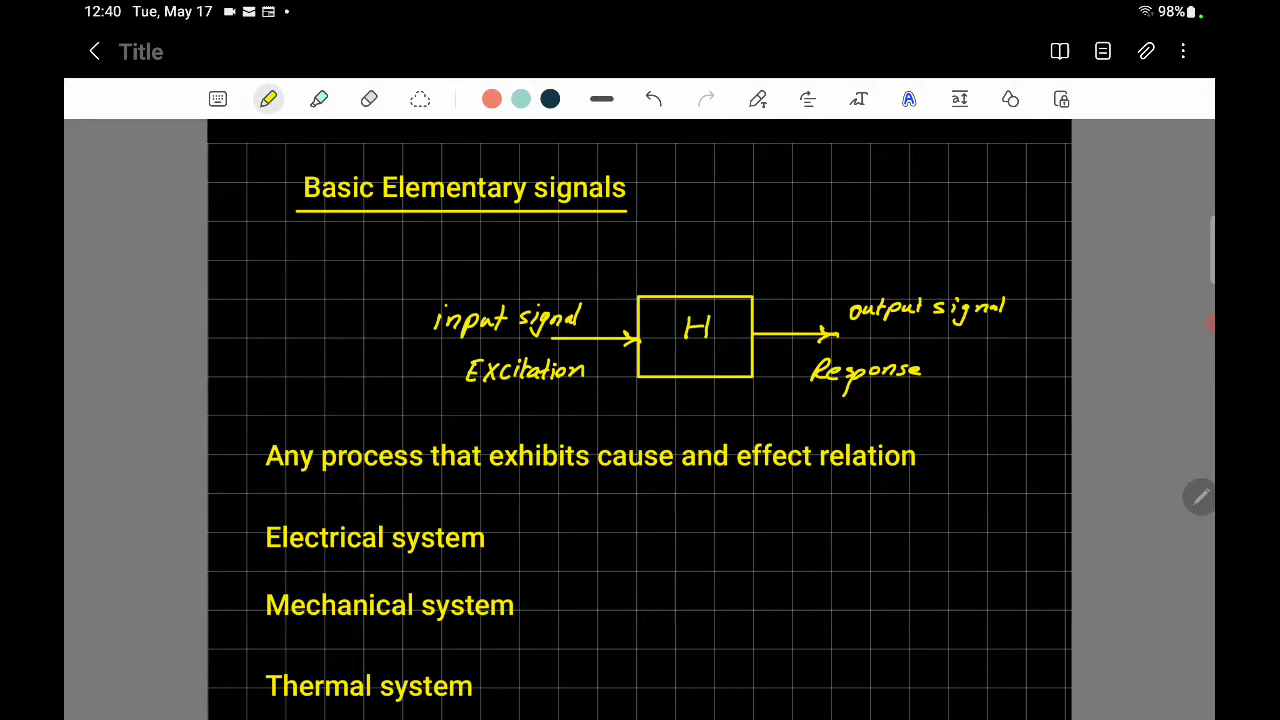 12:40 Tue, May 17 98%
Title
Basic Elementary signals
input signal H output signal
Excitation Response
Any process that exhibits cause and effect relation
Electrical system
Mechanical system
Thermal system